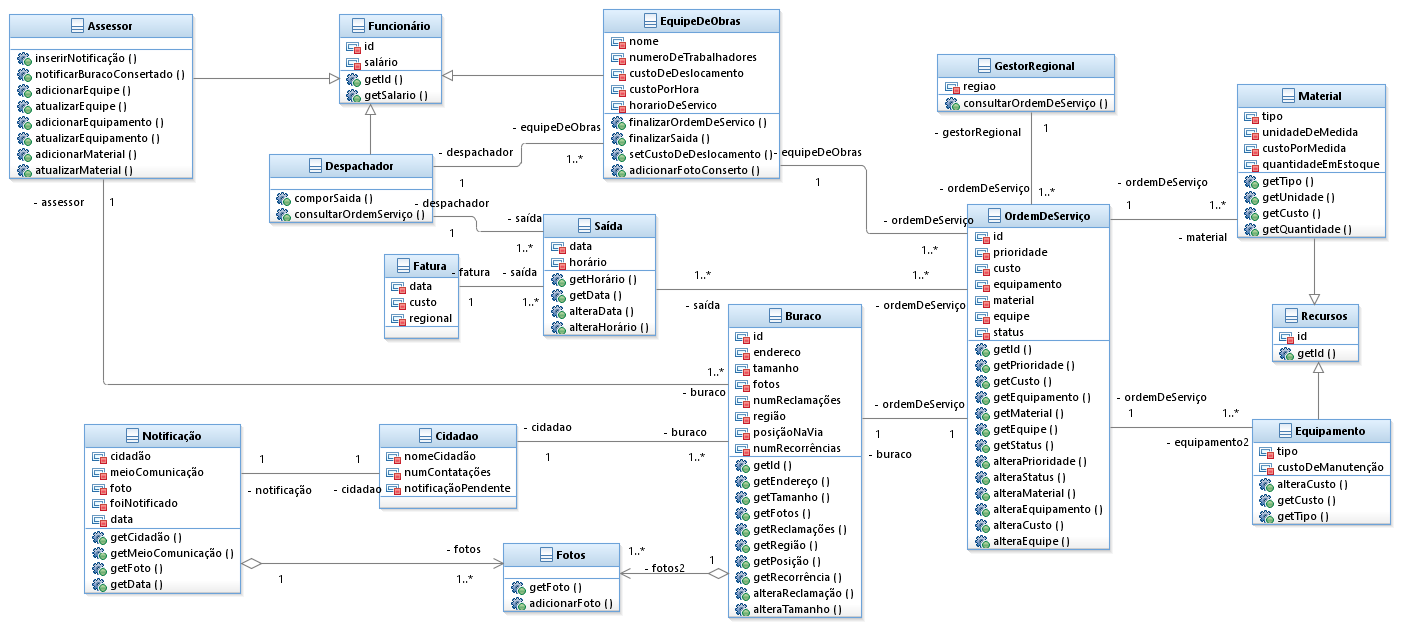 Assessor
inserirNotificação ( )
notificarBuracoConsertado ( )
adicionarEquipe ( )
atualizarEquipe ( )
adicionarEquipamento ( )
atualizarEquipamento ( )
adicionarMaterial ( )
atualizarMaterial ( )
- assessor
1
Funcionário
id
salário
getId ( )
getSalario ( )
EquipeDeObras
nome
numeroDeTrabalhadores
custoDeDeslocamento
custoPorHora
horarioDeServico
finalizarOrdemDeServico ( )
finalizarSaida ( )
setCustoDeDeslocamento ( )
adicionarFotoConserto ( )
- equipeDeObras
1..*
- despachador
1
- equipeDeObras
1
Despachador
comporSaida ( )
consultarOrdemServiço ( )
- despachador
1
- saída
1..*
GestorRegional
regiao
consultarOrdemDeServiço ( )
- gestorRegional
1
- ordemDeServiço
1..*
Material
tipo
unidadeDeMedida
custoPorMedida
quantidadeEmEstoque
getTipo ( )
getUnidade ( )
getCusto ( )
getQuantidade ( )
- ordemDeServiço
1
1..*
- material
Saída
data
horário
getHorário ( )
getData ( )
alteraData ( )
alteraHorário ( )
Fatura
data
custo
regional
- fatura
- saída
1
1..*
1..*
- saída
1..*
- ordemDeServiço
- ordemDeServiço
1..*
OrdemDeServiço
id
prioridade
custo
equipamento
material
equipe
status
getId ( )
getPrioridade ( )
getCusto ( )
getEquipamento ( )
getMaterial ( )
getEquipe ( )
getStatus ( )
alteraPrioridade ( )
alteraStatus ( )
alteraMaterial ( )
alteraEquipamento ( )
alteraCusto ( )
alteraEquipe ( )
Recursos
id
getId ( )
Buraco
id
endereco
tamanho
fotos
numReclamações
região
posiçãoNaVia
numRecorrências
getId ( )
getEndereço ( )
getTamanho ( )
getFotos ( )
getReclamações ( )
getRegião ( )
getPosição ( )
getRecorrência ( )
alteraReclamação ( )
alteraTamanho ( )
1..*
- buraco
- ordemDeServiço
1
1
- buraco
- ordemDeServiço
1
1..*
- equipamento2
Equipamento
tipo
custoDeManutenção
alteraCusto ( )
getCusto ( )
getTipo ( )
Notificação
cidadão
meioComunicação
foto
foiNotificado
data
getCidadão ( )
getMeioComunicação ( )
getFoto ( )
getData ( )
1
1
- notificação
- cidadao
Cidadao
nomeCidadão
numContatações
notificaçãoPendente
- cidadao
- buraco
1
1..*
- fotos
1
1..*
Fotos
getFoto ( )
adicionarFoto ( )
1..*
1
- fotos2